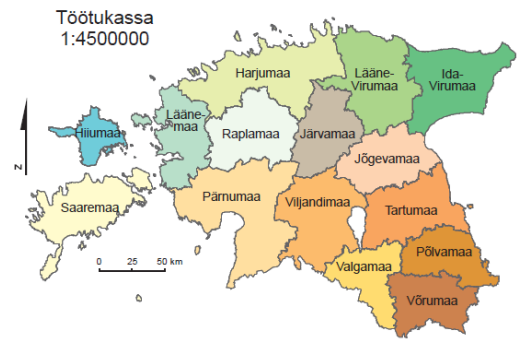 Töötukassa
1:4500000
Harjumaa
Lääne-
Virumaa
Ida-
Virumaa
Hiiumaa
Lääne-
maa
Raplamaa
Järvamaa
Jõgevamaa
N
Saaremaa
Pärnumaa
Viljandimaa
Tartumaa
0 25 50 km
Valgamaa
Põlvamaa
Võrumaa